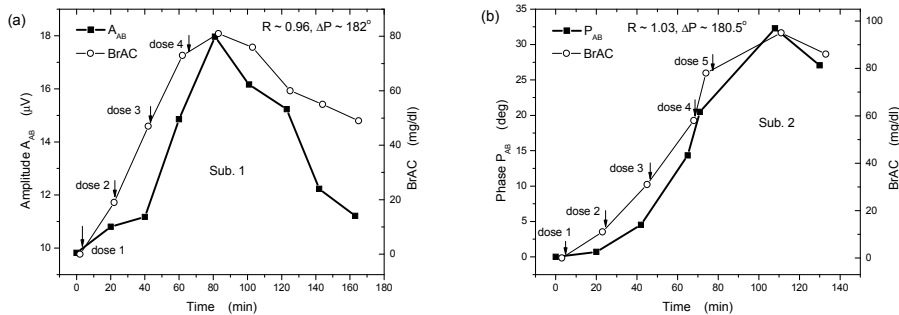 (a)
R ~ 0.96, ΔP ~ 182°
A_AB
BrAC
18
16
14
12
10
Amplitude A_AB (μV)
80
60
40
20
0
BrAC (mg/dl)
dose 4
dose 3
dose 2
dose 1
Sub. 1
0 20 40 60 80 100 120 140 160 180
Time (min)
(b)
R ~ 1.03, ΔP ~ 180.5°
P_AB
BrAC
35
30
25
20
15
10
5
0
Phase P_AB (deg)
100
80
60
40
20
0
BrAC (mg/dl)
dose 5
dose 4
dose 3
dose 2
dose 1
Sub. 2
0 20 40 60 80 100 120 140
Time (min)